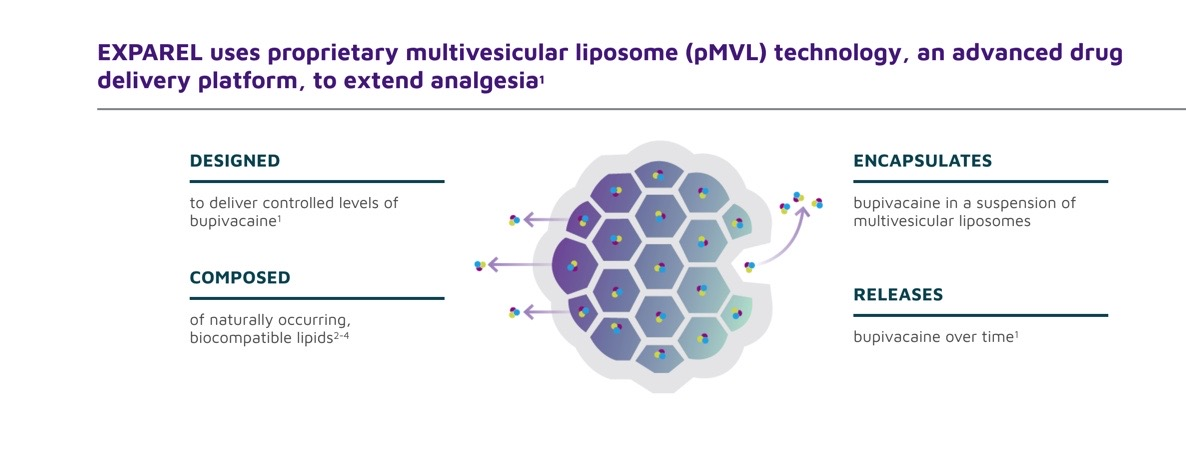 EXPAREL uses proprietary multivesicular liposome (pMVL) technology, an advanced drug
delivery platform, to extend analgesia¹
DESIGNED
to deliver controlled levels of
bupivacaine¹
COMPOSED
of naturally occurring,
biocompatible lipids²⁻⁴
ENCAPSULATES
bupivacaine in a suspension of
multivesicular liposomes
RELEASES
bupivacaine over time¹